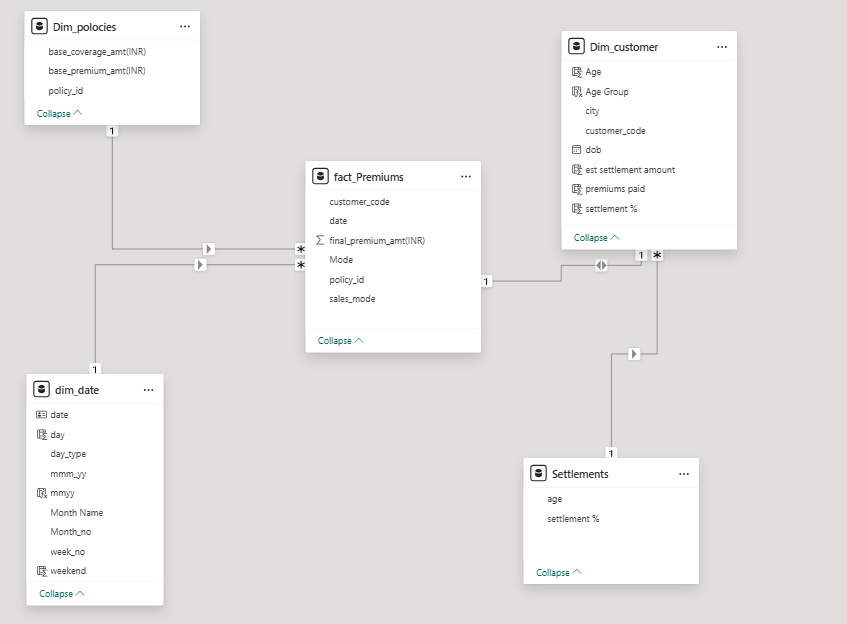 Dim_polocies
base_coverage_amt(INR)
base_premium_amt(INR)
policy_id
Collapse
1
Dim_customer
Age
Age Group
city
customer_code
dob
est settlement amount
premiums paid
settlement %
Collapse
1
*
fact_Premiums
customer_code
date
final_premium_amt(INR)
Mode
policy_id
sales_mode
Collapse
*
*
1
dim_date
1
date
day
day_type
mmm_yy
mmyy
Month Name
Month_no
week_no
weekend
Collapse
1
Settlements
age
settlement %
Collapse